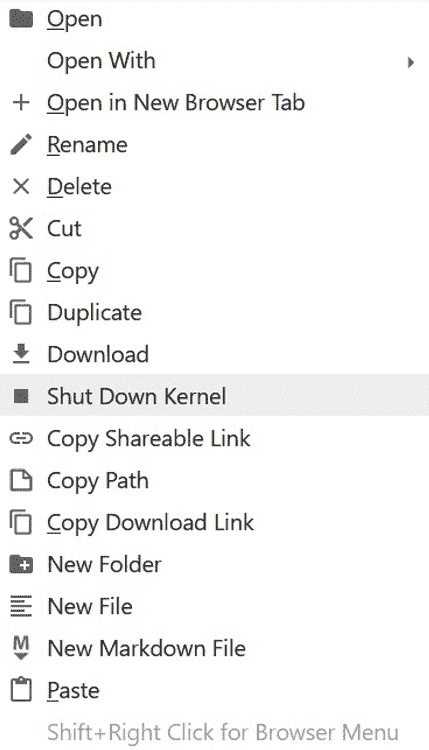 Open
Open With
Open in New Browser Tab
Rename
Delete
Cut
Copy
Duplicate
Download
Shut Down Kernel
Copy Shareable Link
Copy Path
Copy Download Link
New Folder
New File
New Markdown File
Paste
Shift+Right Click for Browser Menu